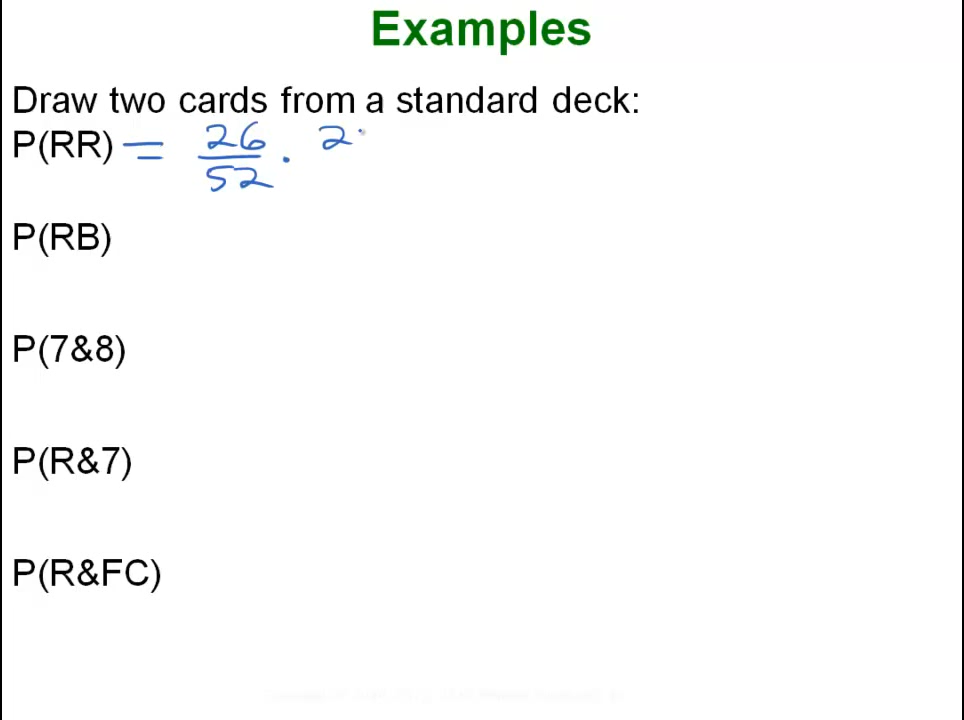 Examples
Draw two cards from a standard deck:
P(RR) = 26/52 · 2
P(RB)
P(7&8)
P(R&7)
P(R&FC)